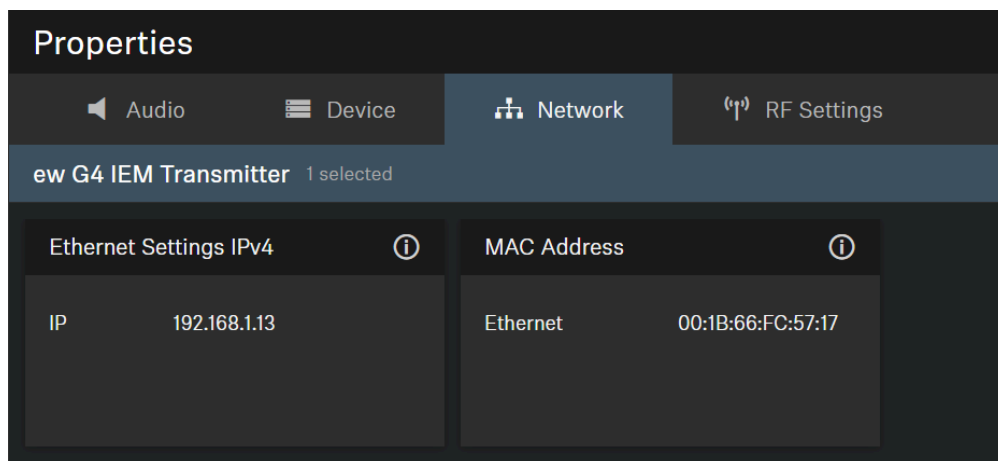 Properties
Audio Device Network RF Settings
ew G4 IEM Transmitter 1 selected
Ethernet Settings IPv4
IP 192.168.1.13
MAC Address
Ethernet 00:1B:66:FC:57:17